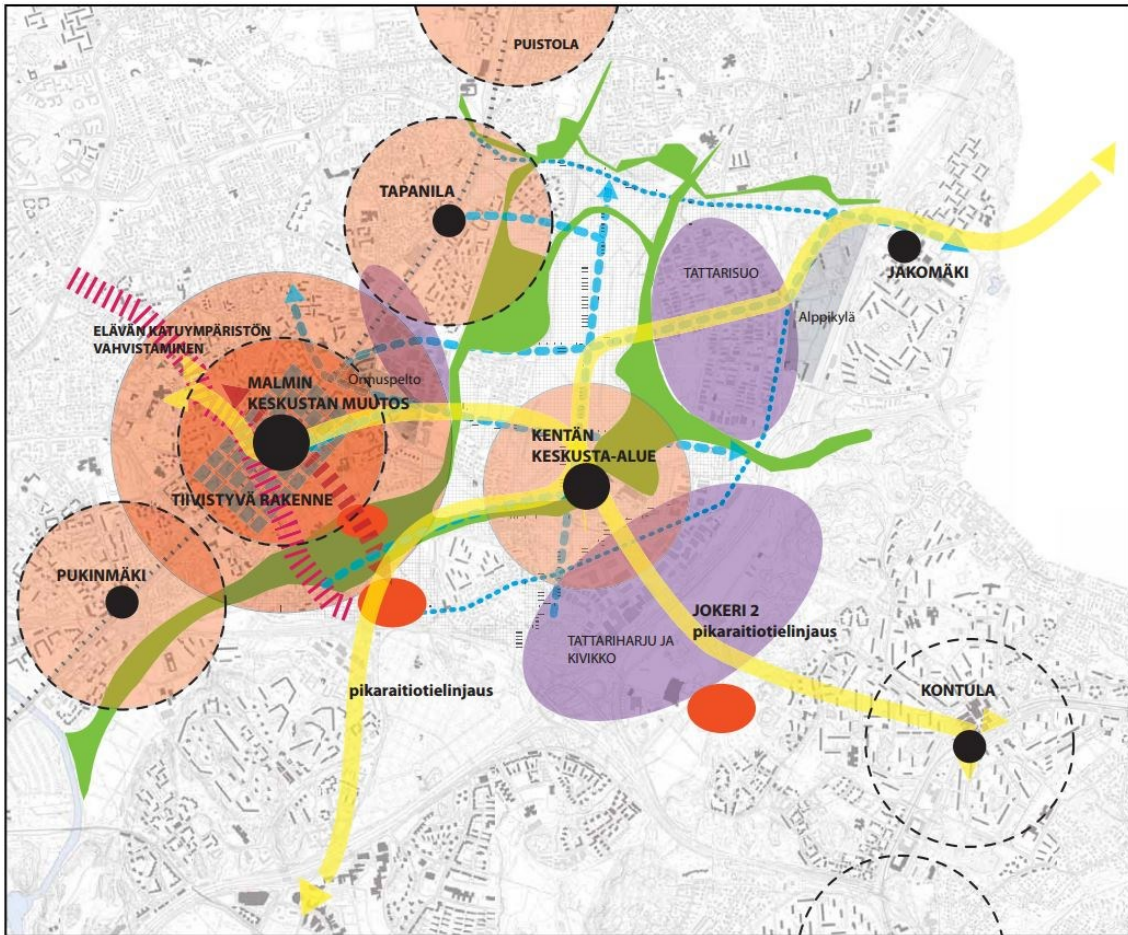 PUISTOLA
TAPANILA
TATTARISUO
JAKOMÄKI
Alppikylä
ELÄVÄN KATUYMPÄRISTÖN
VAHVISTAMINEN
MALMIN
KESKUSTAN MUUTOS
Ormuspelto
KENTÄN
KESKUSTA-ALUE
TIIVISTYVÄ RAKENNE
PUKINMÄKI
JOKERI 2
pikaraitiotielinjaus
TATTARIHARJU JA
KIVIKKO
pikaraitiotielinjaus
KONTULA